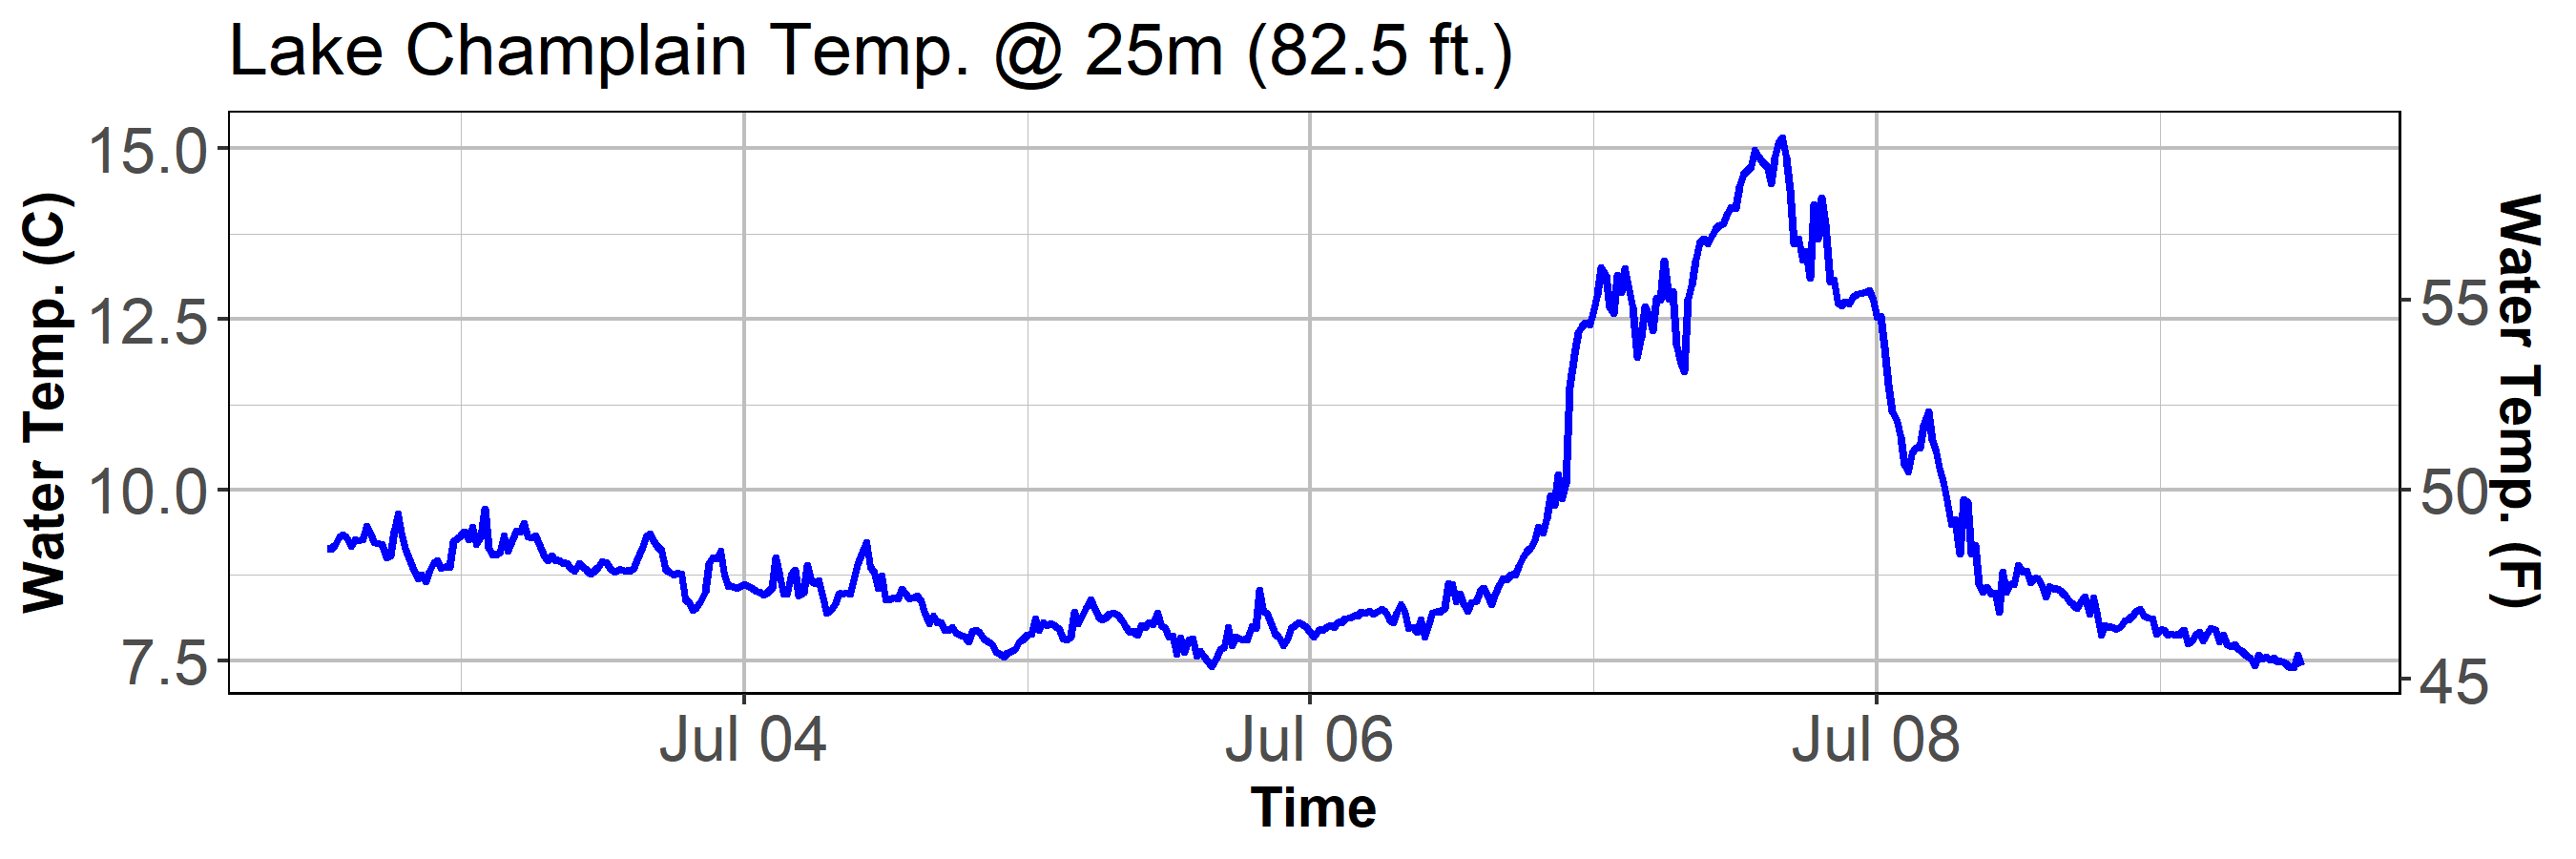 Lake Champlain Temp. @ 25m (82.5 ft.)
Water Temp. (C)
15.0
12.5
10.0
7.5
55
50
45
Water Temp. (F)
Jul 04 Jul 06 Jul 08
Time